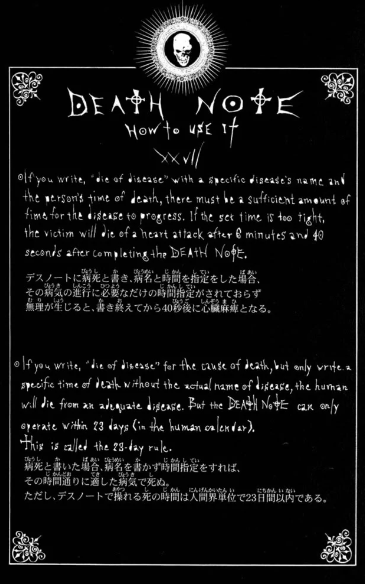 DEATH NOTE
How to use it
XXVII
If you write, "die of disease" with a specific disease's name and
the person's time of death, there must be a sufficient amount of
time for the disease to progress. If the set time is too tight,
the victim will die of a heart attack after 6 minutes and 40
seconds after completing the DEATH NOTE.
デスノートに病死と書き、病名と時間を指定をした場合、
その病気の進行に必要なだけの時間指定がされておらず
無理が生じると、書き終えてから40秒後に心臓麻痺となる。
If you write, "die of disease" for the cause of death, but only write a
specific time of death without the actual name of disease, the human
will die from an adequate disease. But the DEATH NOTE can only
operate within 23 days (in the human calendar).
This is called the 23-day rule.
病死と書いた場合、病名を書かず時間指定をすれば、
その時間通りに適した病気で死ぬ。
ただし、デスノートで操れる死の時間は人間界単位で23日間以内である。